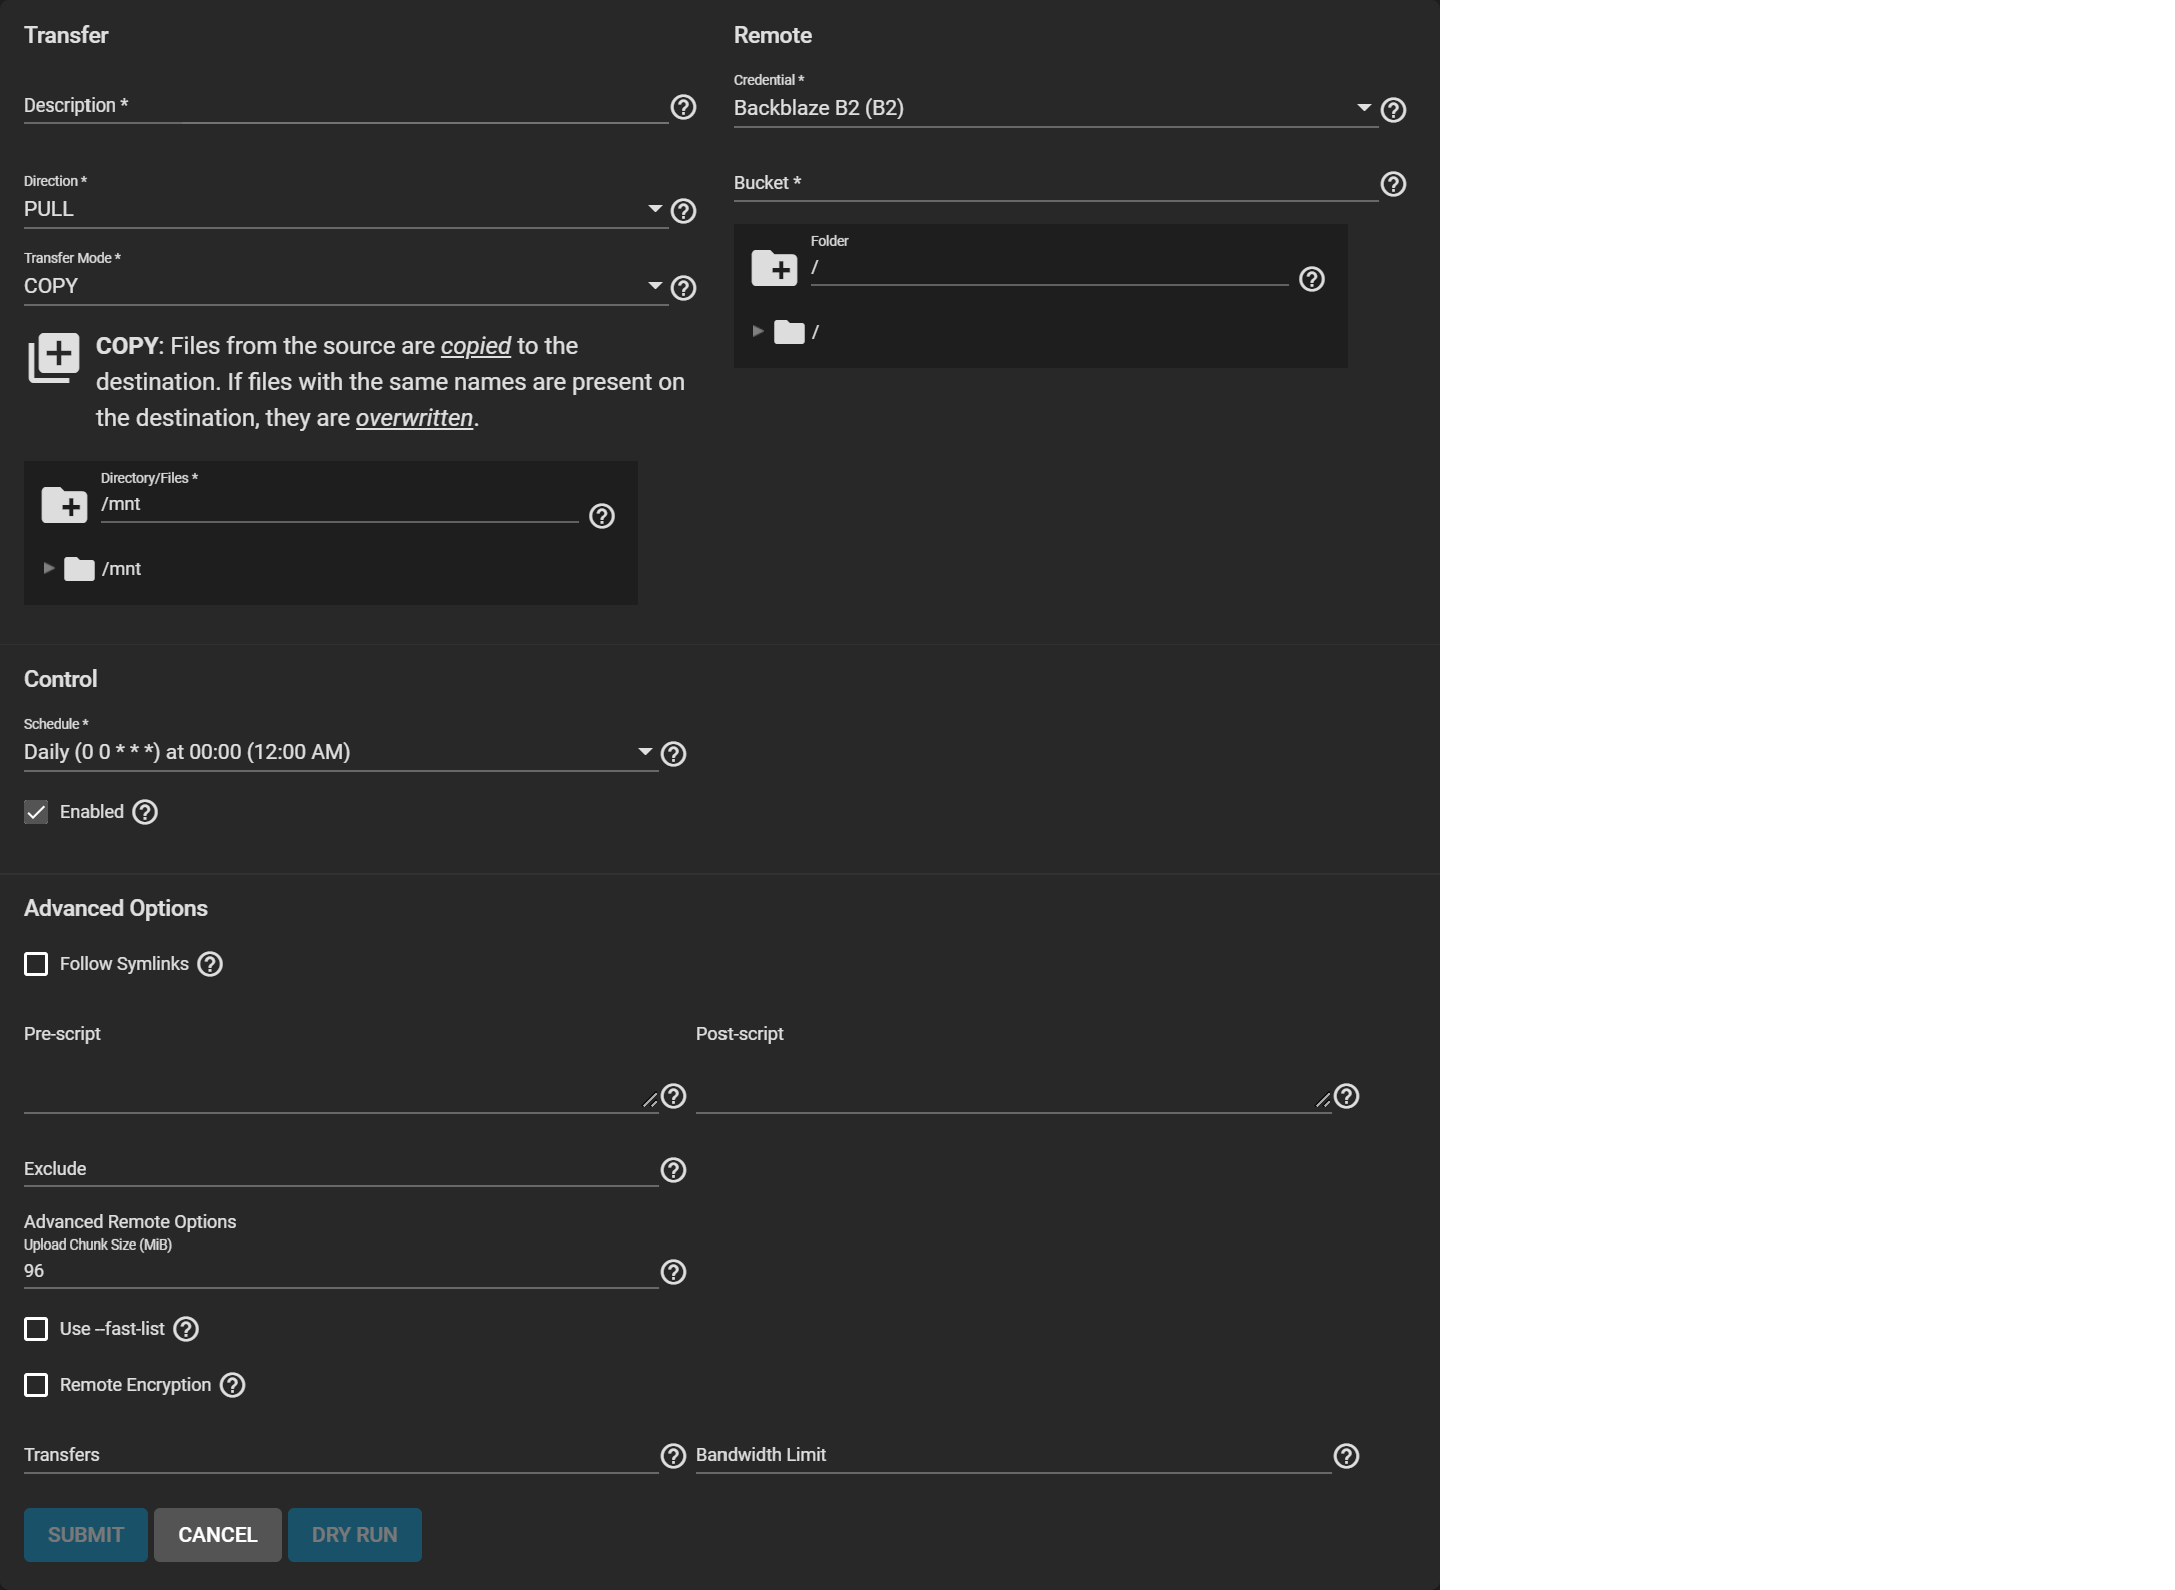 Transfer
Description *
Direction *
PULL
Transfer Mode *
COPY
COPY: Files from the source are copied to the
destination. If files with the same names are present on
the destination, they are overwritten.
Directory/Files *
/mnt
/mnt
Remote
Credential *
Backblaze B2 (B2)
Bucket *
Folder
/
/
Control
Schedule *
Daily (0 0 * * *) at 00:00 (12:00 AM)
Enabled
Advanced Options
Follow Symlinks
Pre-script
Post-script
Exclude
Advanced Remote Options
Upload Chunk Size (MiB)
96
Use --fast-list
Remote Encryption
Transfers
Bandwidth Limit
SUBMIT
CANCEL
DRY RUN